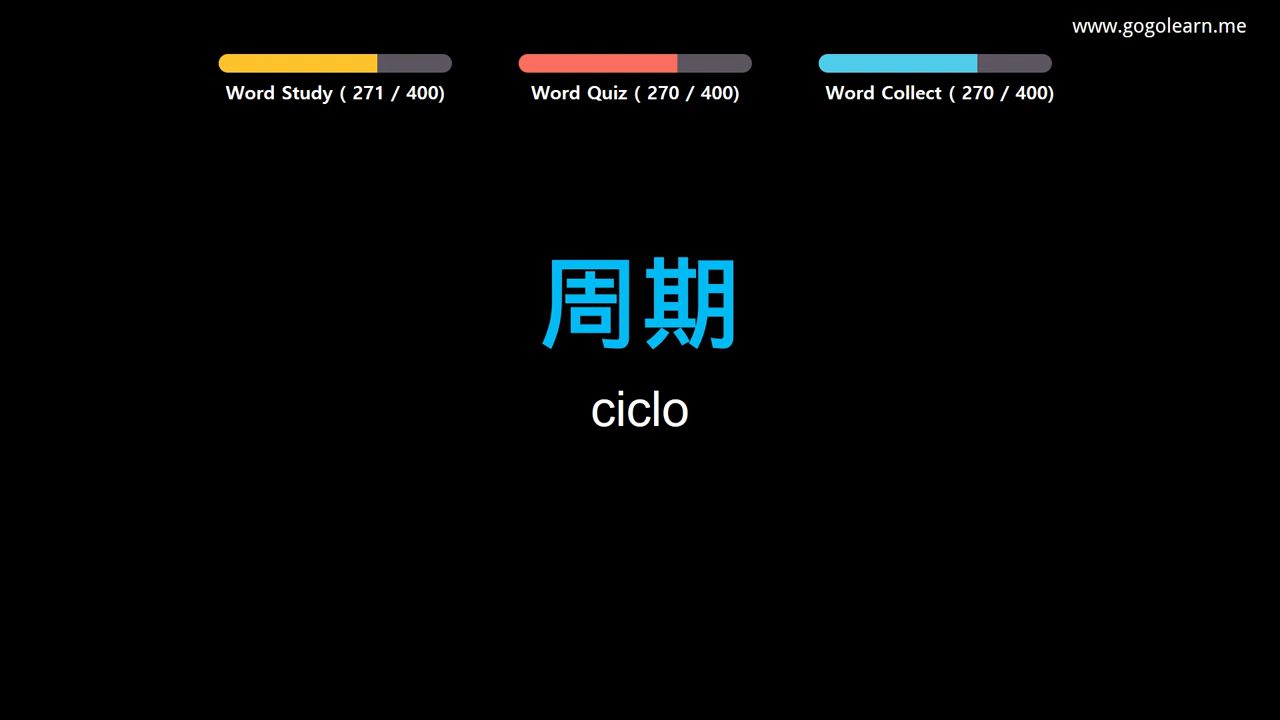 www.gogolearn.me
Word Study ( 271 / 400)
Word Quiz ( 270 / 400)
Word Collect ( 270 / 400)
周期
ciclo